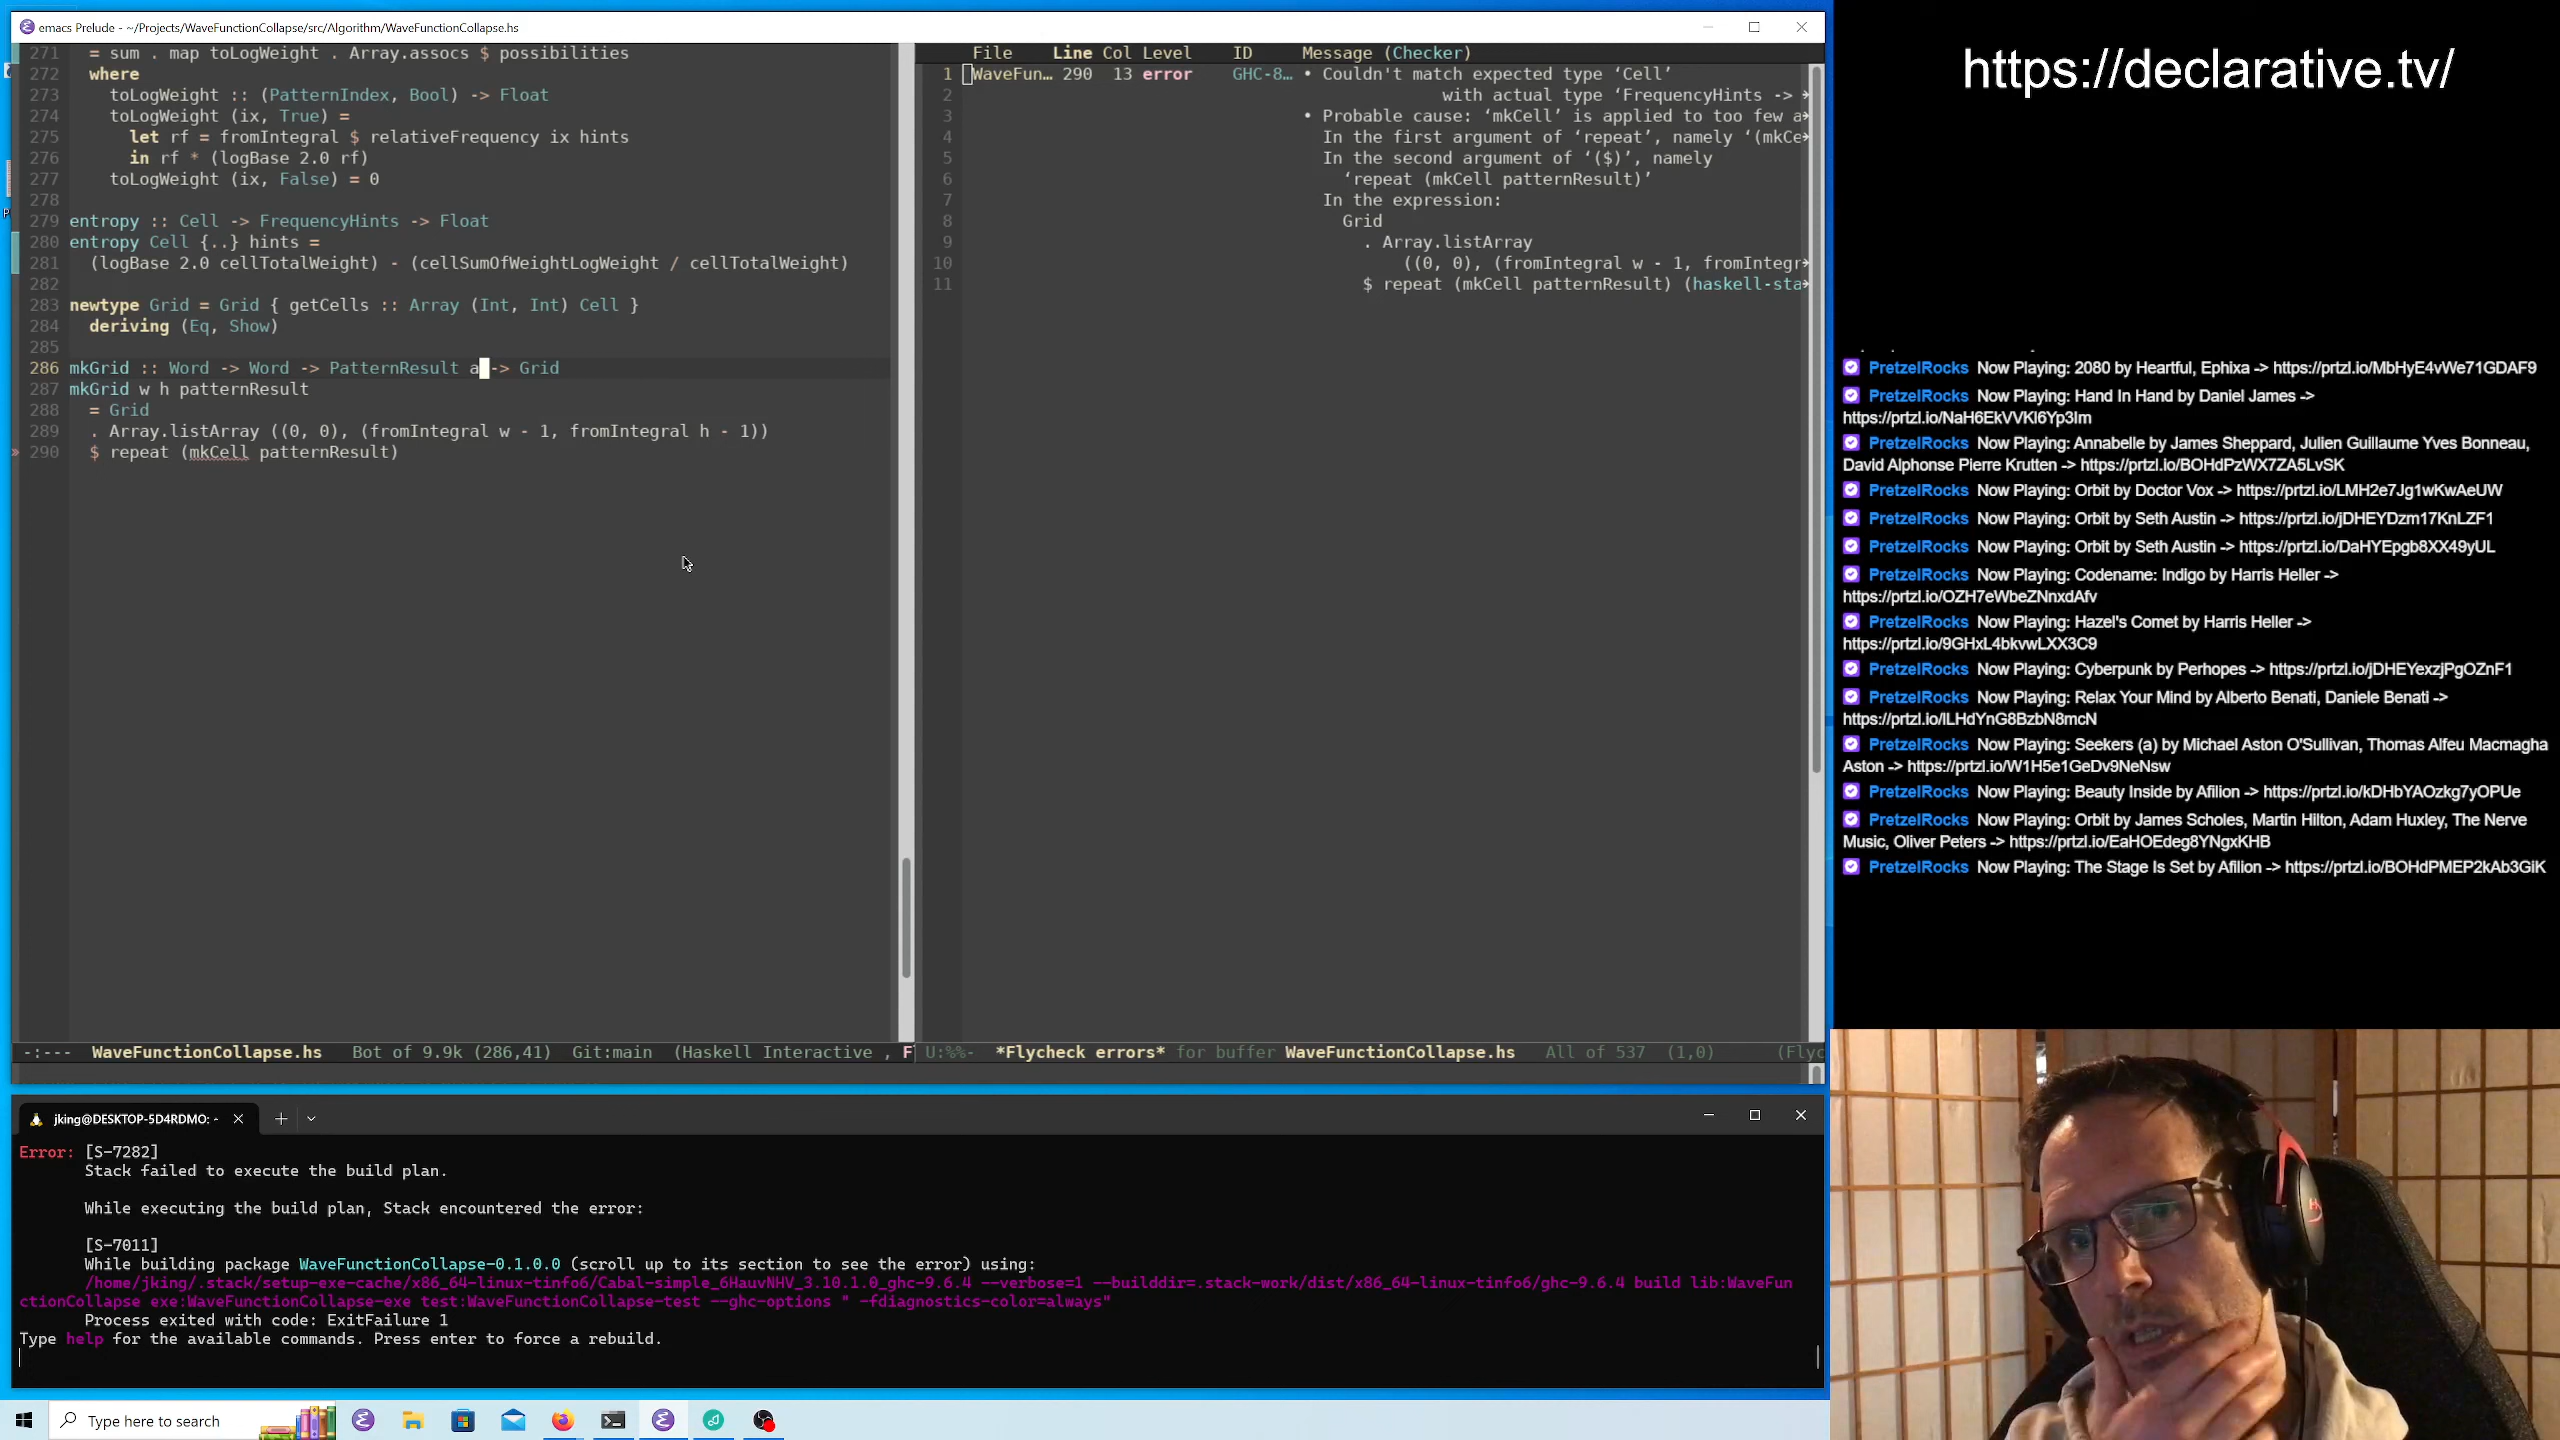 emacs Prelude - ~/Projects/WaveFunctionCollapse/src/Algorithm/WaveFunctionCollapse.hs
271     = sum . map toLogWeight . Array.assocs $ possibilities
272     where
273       toLogWeight :: (PatternIndex, Bool) -> Float
274       toLogWeight (ix, True) =
275         let rf = fromIntegral $ relativeFrequency ix hints
276         in rf * (logBase 2.0 rf)
277       toLogWeight (ix, False) = 0
278
279 entropy :: Cell -> FrequencyHints -> Float
280 entropy Cell {..} hints =
281   (logBase 2.0 cellTotalWeight) - (cellSumOfWeightLogWeight / cellTotalWeight)
282
283 newtype Grid = Grid { getCells :: Array (Int, Int) Cell }
284   deriving (Eq, Show)
285
286 mkGrid :: Word -> Word -> PatternResult a -> Grid
287 mkGrid w h patternResult
288   = Grid
289   . Array.listArray ((0, 0), (fromIntegral w - 1, fromIntegral h - 1))
» 290   $ repeat (mkCell patternResult)
-:---  WaveFunctionCollapse.hs   Bot of 9.9k (286,41)   Git:main  (Haskell Interactive , F
File   Line Col Level   ID   Message (Checker)
1 WaveFun… 290 13 error GHC-8… • Couldn't match expected type ‘Cell’
2 with actual type ‘FrequencyHints ->
3 • Probable cause: ‘mkCell’ is applied to too few a
4 In the first argument of ‘repeat’, namely ‘(mkCe
5 In the second argument of ‘($)’, namely
6 ‘repeat (mkCell patternResult)’
7 In the expression:
8 Grid
9 . Array.listArray
10 ((0, 0), (fromIntegral w - 1, fromIntegr
11 $ repeat (mkCell patternResult) (haskell-sta
U:%%-  *Flycheck errors* for buffer WaveFunctionCollapse.hs   All of 537  (1,0)   (Flyc
jking@DESKTOP-5D4RDMO: -
Error: [S-7282]
Stack failed to execute the build plan.
While executing the build plan, Stack encountered the error:
[S-7011]
While building package WaveFunctionCollapse-0.1.0.0 (scroll up to its section to see the error) using:
/home/jking/.stack/setup-exe-cache/x86_64-linux-tinfo6/Cabal-simple_6HauvNHV_3.10.1.0_ghc-9.6.4 --verbose=1 --builddir=.stack-work/dist/x86_64-linux-tinfo6/ghc-9.6.4 build lib:WaveFun
ctionCollapse exe:WaveFunctionCollapse-exe test:WaveFunctionCollapse-test --ghc-options " -fdiagnostics-color=always"
Process exited with code: ExitFailure 1
Type help for the available commands. Press enter to force a rebuild.
Type here to search
https://declarative.tv/
PretzelRocks Now Playing: 2080 by Heartful, Ephixa -> https://prtzl.io/MbHyE4vWe71GDAF9
PretzelRocks Now Playing: Hand In Hand by Daniel James ->
https://prtzl.io/NaH6EkVVKl6Yp3Im
PretzelRocks Now Playing: Annabelle by James Sheppard, Julien Guillaume Yves Bonneau,
David Alphonse Pierre Krutten -> https://prtzl.io/BOHdPzWX7ZA5LvSK
PretzelRocks Now Playing: Orbit by Doctor Vox -> https://prtzl.io/LMH2e7Jg1wKwAeUW
PretzelRocks Now Playing: Orbit by Seth Austin -> https://prtzl.io/jDHEYDzm17KnLZF1
PretzelRocks Now Playing: Orbit by Seth Austin -> https://prtzl.io/DaHYEpgb8XX49yUL
PretzelRocks Now Playing: Codename: Indigo by Harris Heller ->
https://prtzl.io/OZH7eWbeZNnxdAfv
PretzelRocks Now Playing: Hazel's Comet by Harris Heller ->
https://prtzl.io/9GHxL4bkvwLXX3C9
PretzelRocks Now Playing: Cyberpunk by Perhopes -> https://prtzl.io/jDHEYexzjPgOZnF1
PretzelRocks Now Playing: Relax Your Mind by Alberto Benati, Daniele Benati ->
https://prtzl.io/lLHdYnG8BzbN8mcN
PretzelRocks Now Playing: Seekers (a) by Michael Aston O'Sullivan, Thomas Alfeu Macmagha
Aston -> https://prtzl.io/W1H5e1GeDv9NeNsw
PretzelRocks Now Playing: Beauty Inside by Afilion -> https://prtzl.io/kDHbYAOzkg7yOPUe
PretzelRocks Now Playing: Orbit by James Scholes, Martin Hilton, Adam Huxley, The Nerve
Music, Oliver Peters -> https://prtzl.io/EaHOEdeg8YNgxKHB
PretzelRocks Now Playing: The Stage Is Set by Afilion -> https://prtzl.io/BOHdPMEP2kAb3GiK